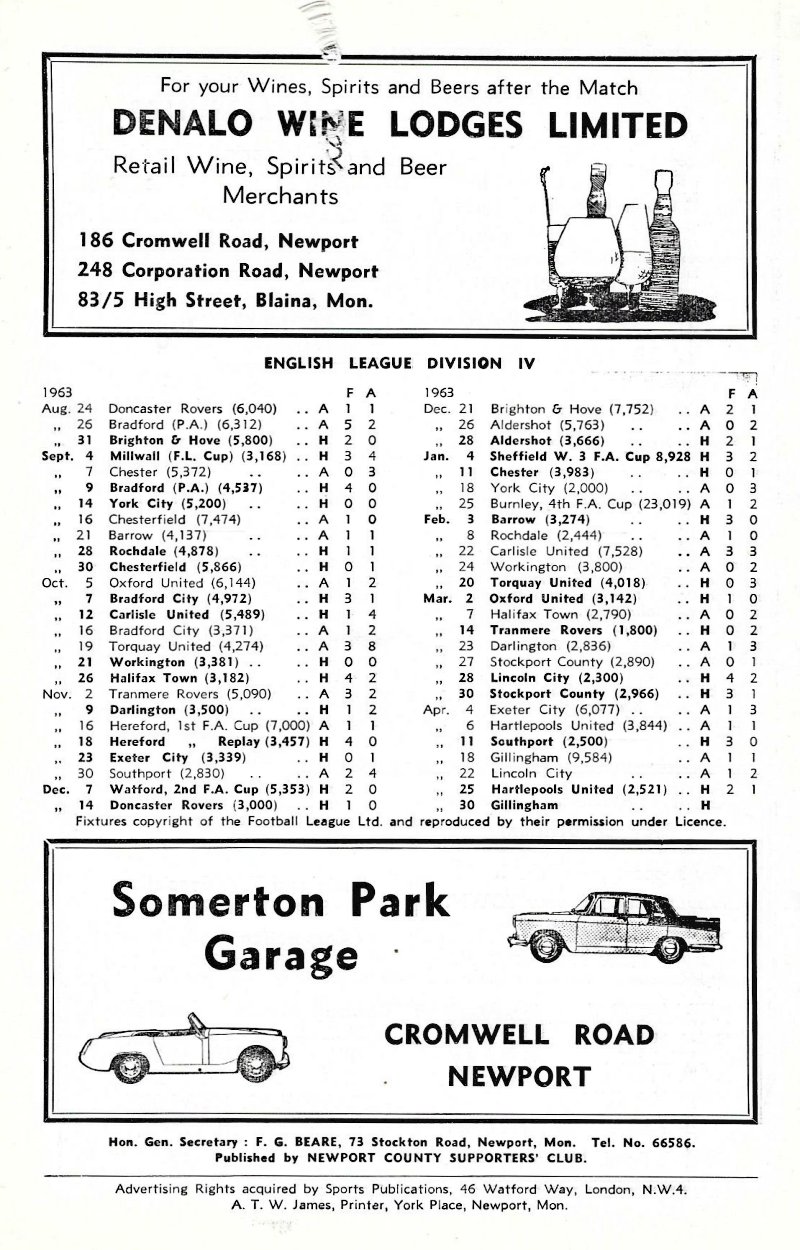 For your Wines, Spirits and Beers after the Match
DENALO WINE LODGES LIMITED
Retail Wine, Spirits and Beer
Merchants
186 Cromwell Road, Newport
248 Corporation Road, Newport
83/5 High Street, Blaina, Mon.
ENGLISH LEAGUE DIVISION IV
1963 F A
Aug. 24 Doncaster Rovers (6,040) .. A 1 1
,, 26 Bradford (P.A.) (6,312) .. A 5 2
,, 31 Brighton & Hove (5,800) .. H 2 0
Sept. 4 Millwall (F.L. Cup) (3,168) .. H 3 4
,, 7 Chester (5,372) .. .. A 0 3
,, 9 Bradford (P.A.) (4,537) .. H 4 0
,, 14 York City (5,200) .. .. H 0 0
,, 16 Chesterfield (7,474) .. A 1 0
,, 21 Barrow (4,137) .. .. A 1 1
,, 28 Rochdale (4,878) .. .. H 1 1
,, 30 Chesterfield (5,866) .. H 0 1
Oct. 5 Oxford United (6,144) .. A 1 2
,, 7 Bradford City (4,972) .. H 3 1
,, 12 Carlisle United (5,489) .. H 1 4
,, 16 Bradford City (3,371) .. A 1 2
,, 19 Torquay United (4,274) .. A 3 8
,, 21 Workington (3,381) .. .. H 0 0
,, 26 Halifax Town (3,182) .. H 4 2
Nov. 2 Tranmere Rovers (5,090) .. A 3 2
,, 9 Darlington (3,500) .. .. H 1 2
,, 16 Hereford, 1st F.A. Cup (7,000) A 1 1
,, 18 Hereford ,, Replay (3,457) H 4 0
,, 23 Exeter City (3,339) .. H 0 1
,, 30 Southport (2,830) .. .. A 2 4
Dec. 7 Watford, 2nd F.A. Cup (5,353) H 2 0
,, 14 Doncaster Rovers (3,000) .. H 1 0
1963 F A
Dec. 21 Brighton & Hove (7,752) .. A 2 1
,, 26 Aldershot (5,763) .. .. A 0 2
,, 28 Aldershot (3,666) .. .. H 2 1
Jan. 4 Sheffield W. 3 F.A. Cup 8,928 H 3 2
,, 11 Chester (3,983) .. .. H 0 1
,, 18 York City (2,000) .. .. A 0 3
,, 25 Burnley, 4th F.A. Cup (23,019) A 1 2
Feb. 3 Barrow (3,274) .. .. H 3 0
,, 8 Rochdale (2,444) .. .. A 1 0
,, 22 Carlisle United (7,528) .. A 3 3
,, 24 Workington (3,800) .. A 0 2
,, 20 Torquay United (4,018) .. H 0 3
Mar. 2 Oxford United (3,142) .. H 1 0
,, 7 Halifax Town (2,790) .. A 0 2
,, 14 Tranmere Rovers (1,800) .. H 0 2
,, 23 Darlington (2,836) .. A 1 3
,, 27 Stockport County (2,890) .. A 0 1
,, 28 Lincoln City (2,300) .. H 4 2
,, 30 Stockport County (2,966) .. H 3 1
Apr. 4 Exeter City (6,077) .. .. A 1 3
,, 6 Hartlepools United (3,844) .. A 1 1
,, 11 Southport (2,500) .. H 3 0
,, 18 Gillingham (9,584) .. A 1 1
,, 22 Lincoln City .. .. A 1 2
,, 25 Hartlepools United (2,521) .. H 2 1
,, 30 Gillingham .. .. H
Fixtures copyright of the Football League Ltd. and reproduced by their permission under Licence.
Somerton Park
Garage
CROMWELL ROAD
NEWPORT
Hon. Gen. Secretary : F. G. BEARE, 73 Stockton Road, Newport, Mon. Tel. No. 66586.
Published by NEWPORT COUNTY SUPPORTERS' CLUB.
Advertising Rights acquired by Sports Publications, 46 Watford Way, London, N.W.4.
A. T. W. James, Printer, York Place, Newport, Mon.